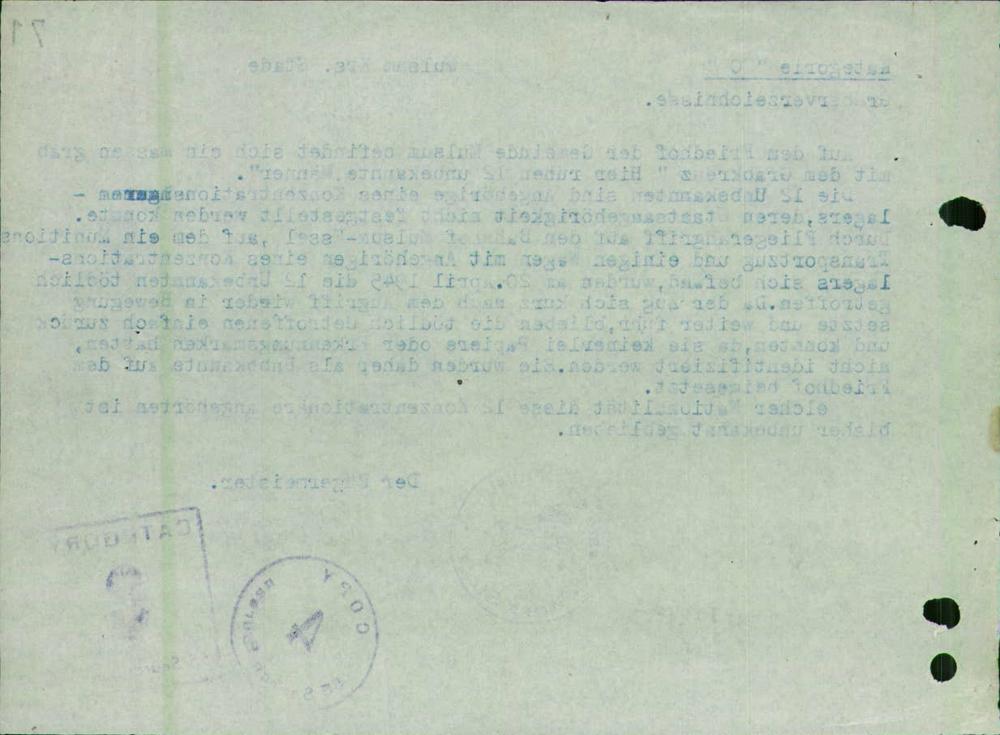 71
Kategorie "C"
Mulsum Krs. Stade
Gräberverzeichnisse.
Auf den Friedhof der Gemeinde Mulsum befindet sich ein massen grab
mit dem Grabkreuz " Hier ruhen 12 unbekannte Männer".
Die 12 Unbekannten sind Angehörige eines Konzentrations -
lagers, deren Staatsangehörigkeit nicht festgestellt werden konnte.
Durch Fliegerangriff auf den Bahnhof Mulsum-Essel ,auf dem ein Munitions
Transportzug und einigen Wagen mit Angehörigen eines Konzentrations-
lagers sich befand, wurden am 20.April 1945 die 12 Unbekannten tödlich
getroffen. Da der Zug sich kurz nach dem Angriff wieder in Bewegung
setzte und weiter fuhr, blieben die tödlich Getroffenen einfach zurück
und konnten, da sie keinerlei Papiere oder Erkennungsmarken hatten,
nicht identifiziert werden. Sie wurden daher als Unbekannte auf dem
Friedhof beigesetzt.
Welcher Nationalität diese 12 Konzentrationäre angehörten ist
bisher unbekannt geblieben.
Der Bürgermeister.
CATEGORY
COPY